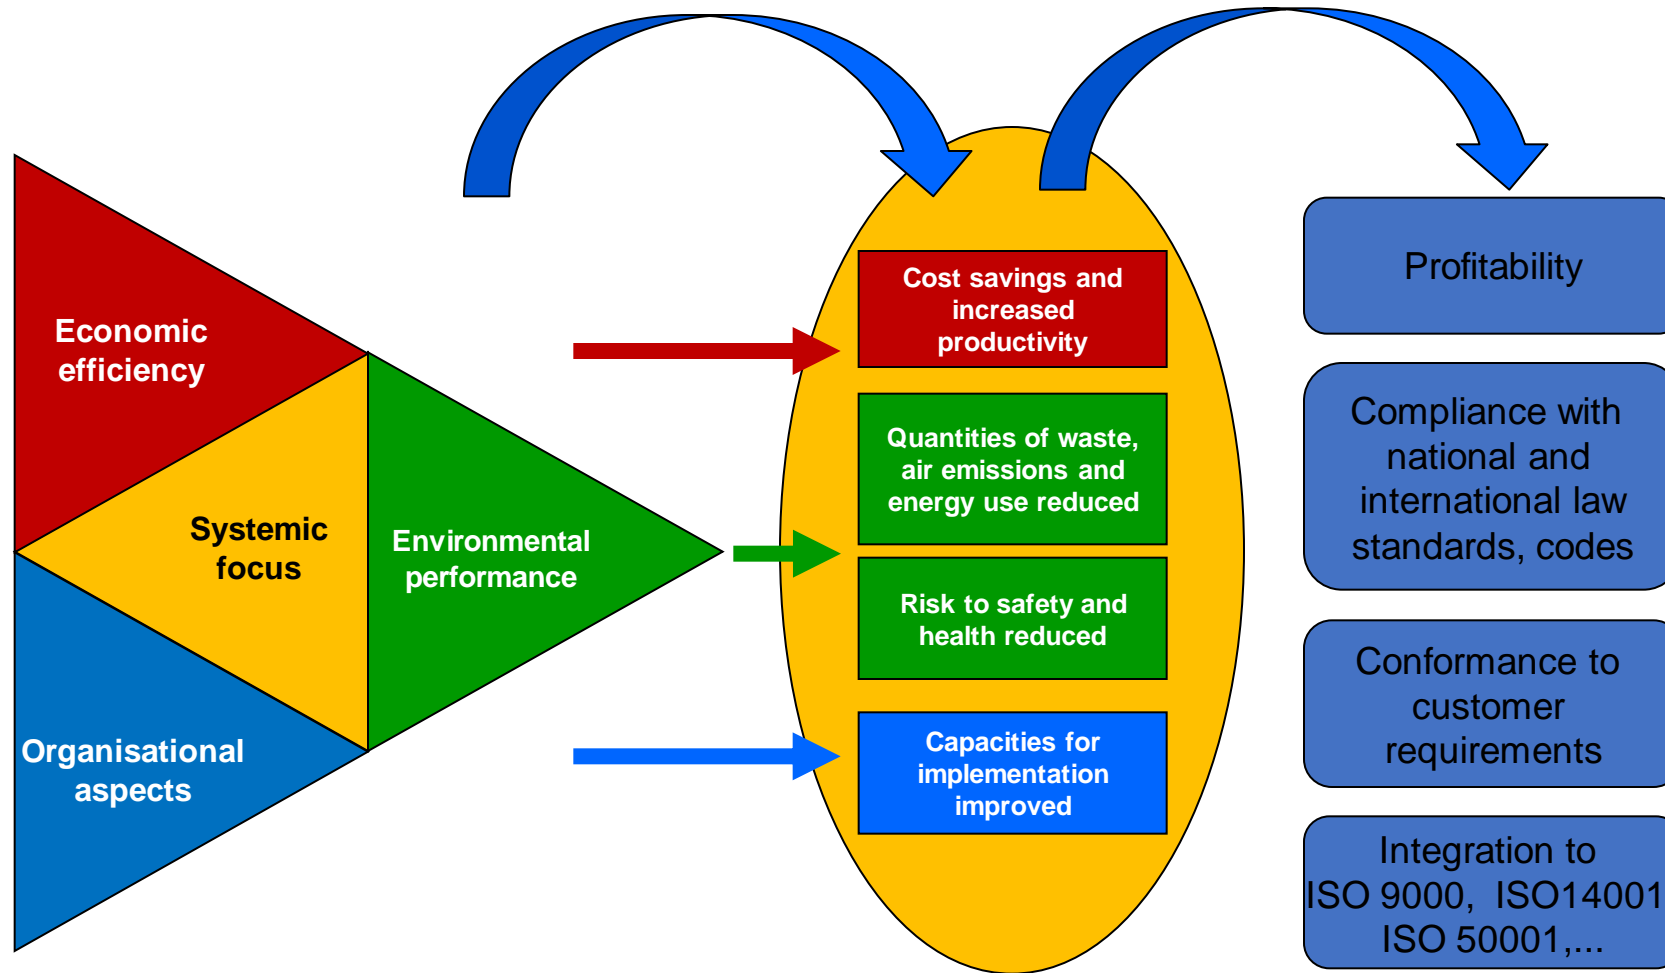 Economic
efficiency
Systemic
focus
Environmental
performance
Organisational
aspects
Cost savings and
increased
productivity
Quantities of waste,
air emissions and
energy use reduced
Risk to safety and
health reduced
Capacities for
implementation
improved
Profitability
Compliance with
national and
international law
standards, codes
Conformance to
customer
requirements
Integration to
ISO 9000, ISO14001
ISO 50001,...